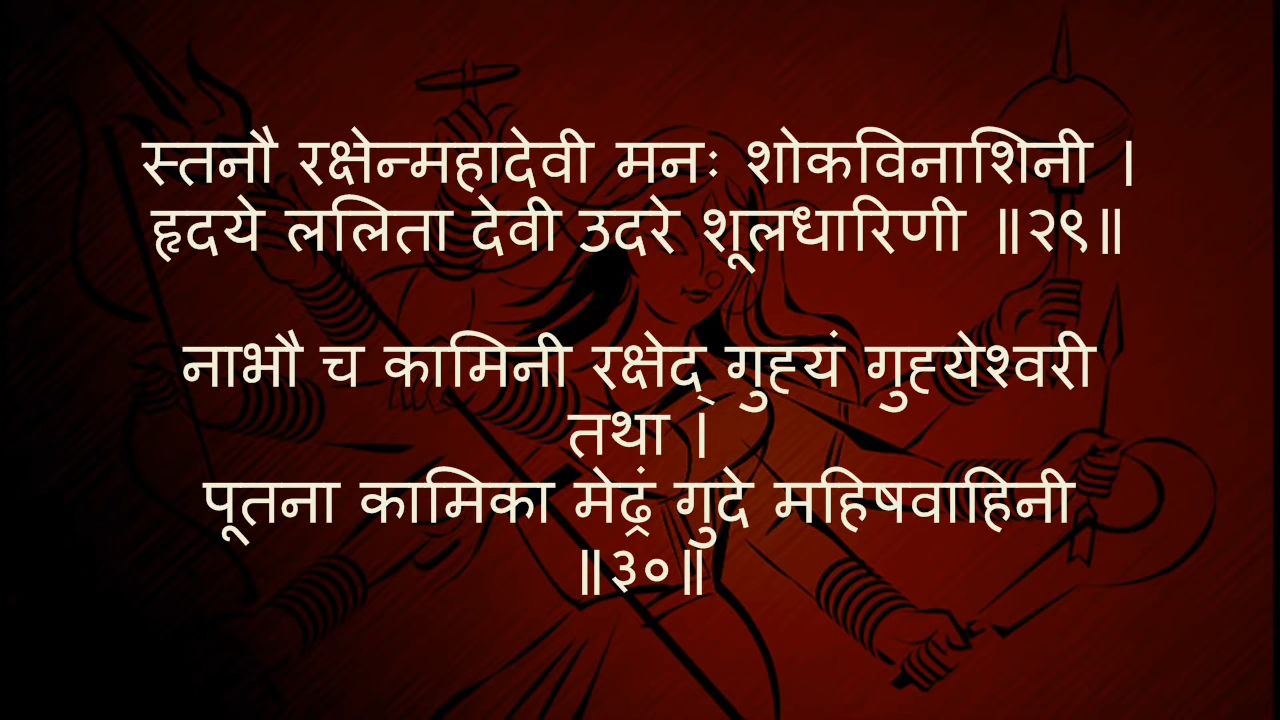 स्तनौ रक्षेन्महादेवी मनः शोकविनाशिनी ।
हृदये ललिता देवी उदरे शूलधारिणी ॥२९॥
नाभौ च कामिनी रक्षेद् गुह्यं गुह्येश्वरी
तथा ।
पूतना कामिका मेढ्रं गुदे महिषवाहिनी
॥३०॥